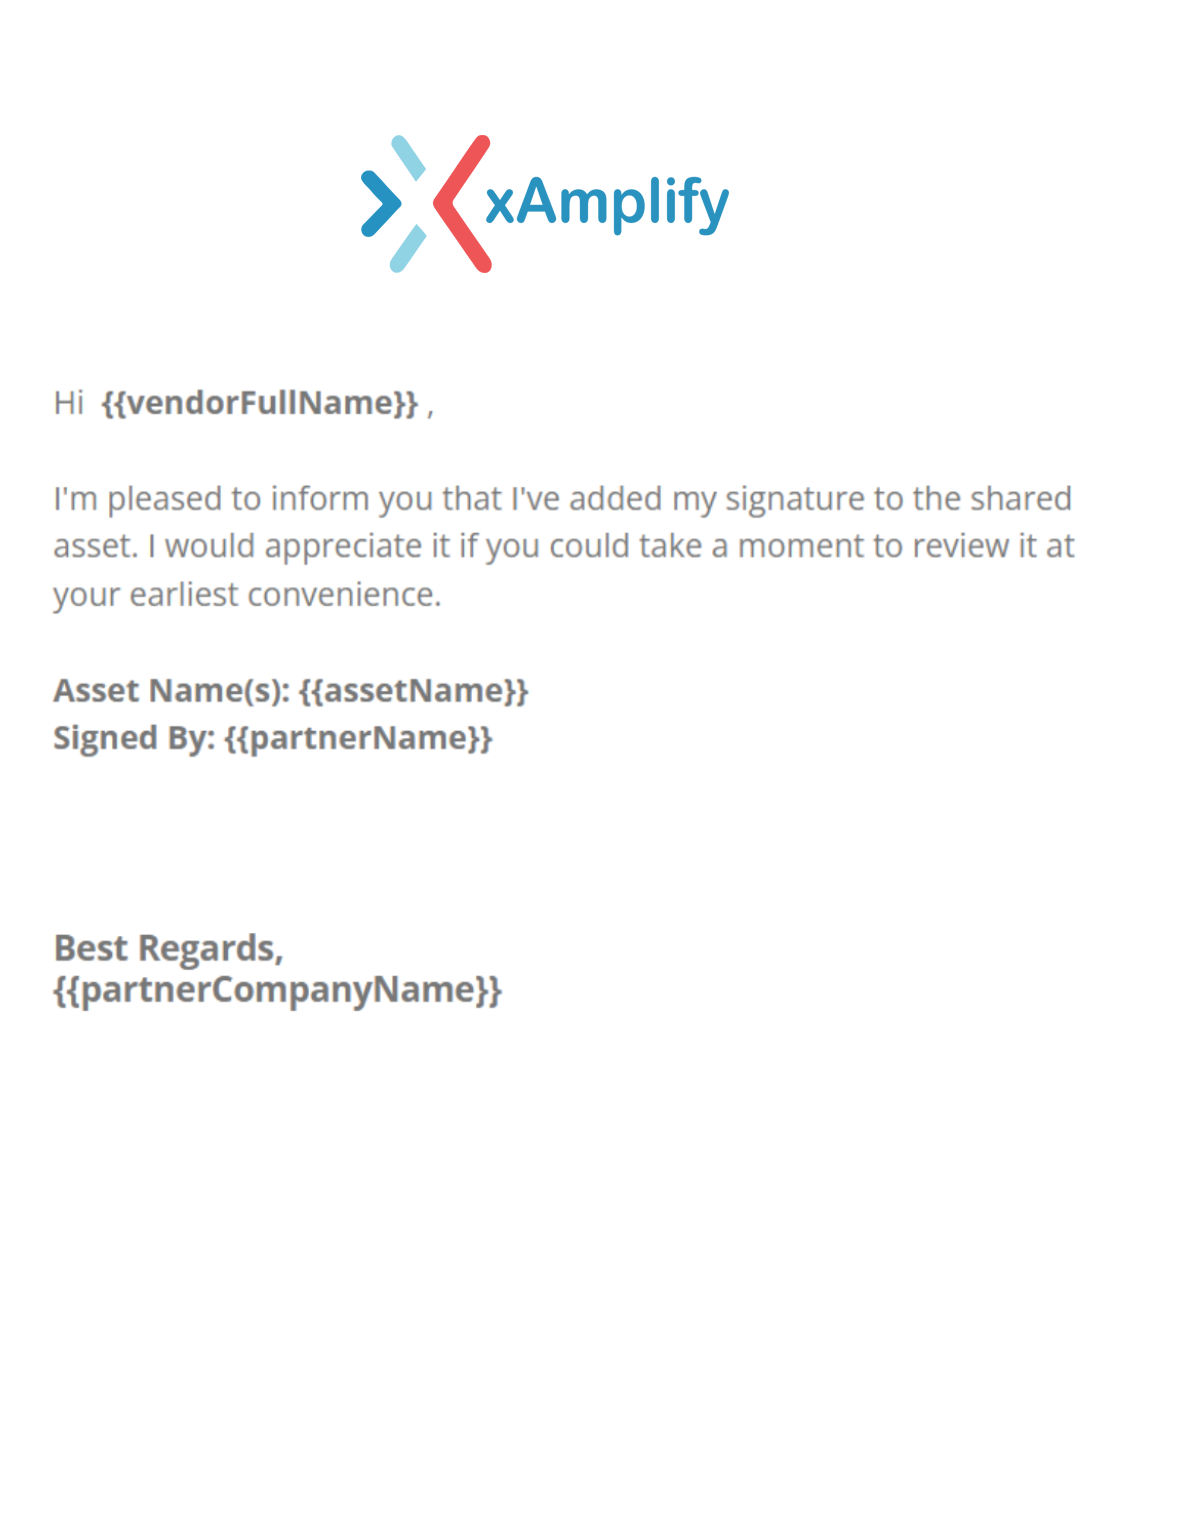 xAmplify
Hi {{vendorFullName}} ,
I'm pleased to inform you that I've added my signature to the shared
asset. I would appreciate it if you could take a moment to review it at
your earliest convenience.
Asset Name(s): {{assetName}}
Signed By: {{partnerName}}
Best Regards,
{{partnerCompanyName}}